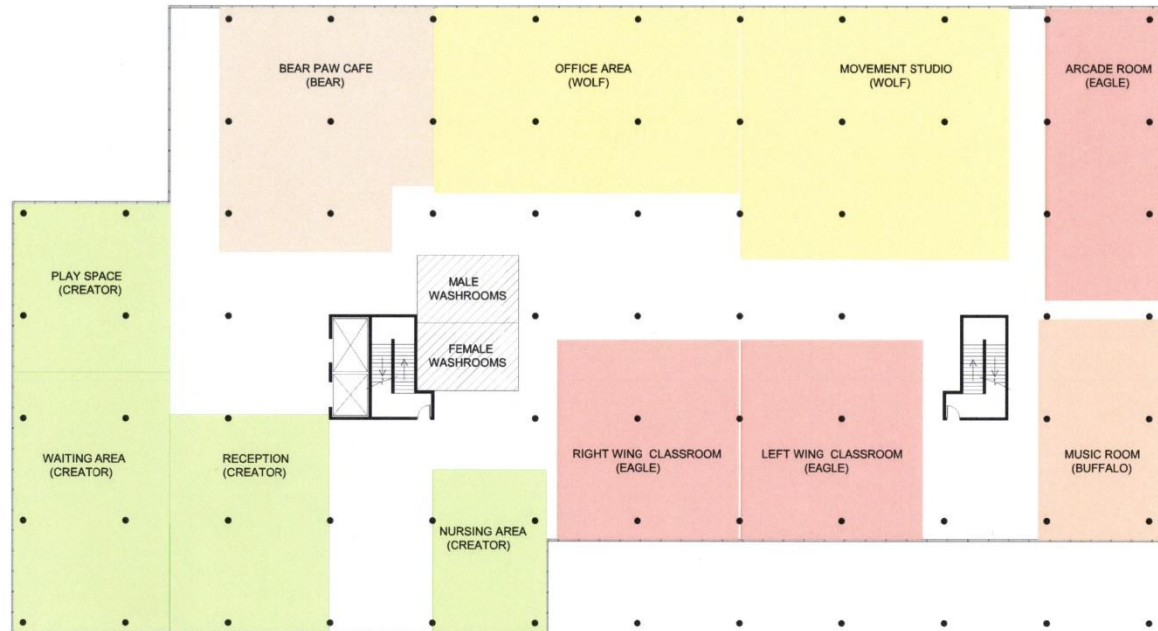 BEAR PAW CAFE
(BEAR)
OFFICE AREA
(WOLF)
MOVEMENT STUDIO
(WOLF)
ARCADE ROOM
(EAGLE)
PLAY SPACE
(CREATOR)
MALE
WASHROOMS
FEMALE
WASHROOMS
WAITING AREA
(CREATOR)
RECEPTION
(CREATOR)
RIGHT WING CLASSROOM
(EAGLE)
LEFT WING CLASSROOM
(EAGLE)
MUSIC ROOM
(BUFFALO)
NURSING AREA
(CREATOR)